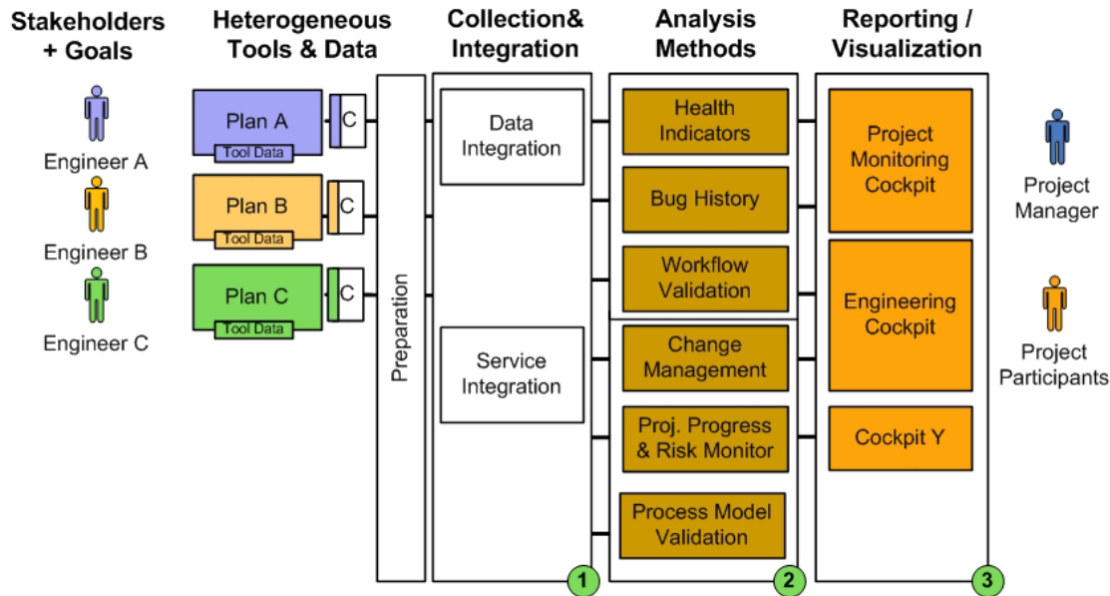 Stakeholders
+ Goals
Heterogeneous
Tools & Data
Collection&
Integration
Analysis
Methods
Reporting /
Visualization
Engineer A
Engineer B
Engineer C
Plan A
Tool Data
C
Plan B
Tool Data
C
Plan C
Tool Data
C
Preparation
Data
Integration
Service
Integration
1
Health
Indicators
Bug History
Workflow
Validation
Change
Management
Proj. Progress
& Risk Monitor
Process Model
Validation
2
Project
Monitoring
Cockpit
Engineering
Cockpit
Cockpit Y
3
Project
Manager
Project
Participants